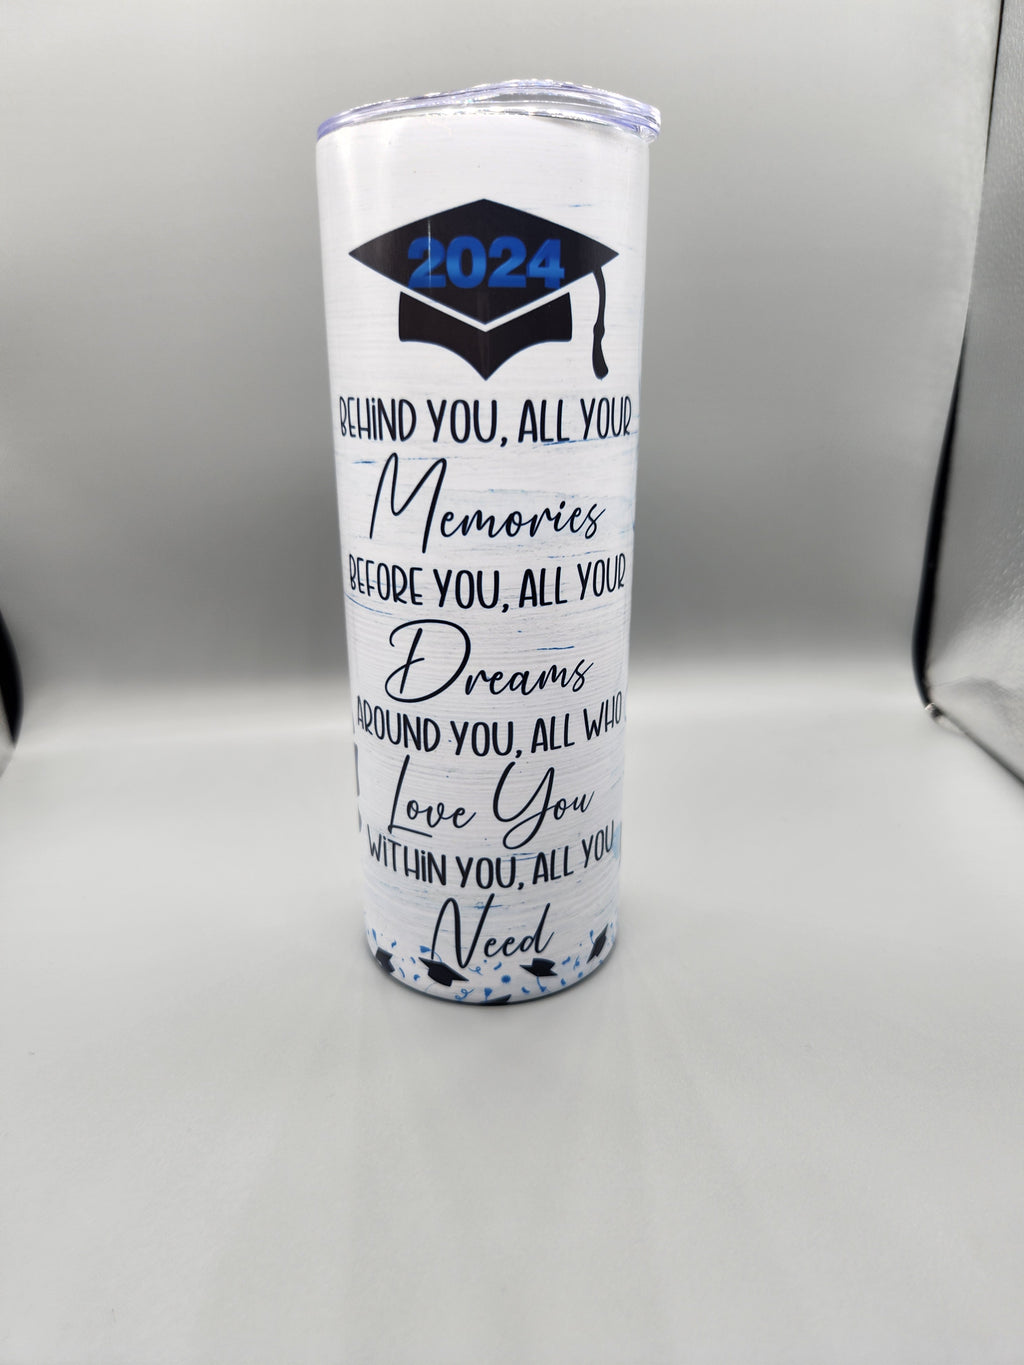 2024
BEHIND YOU, ALL YOUR
Memories
BEFORE YOU, ALL YOUR
Dreams
AROUND YOU, ALL WHO
Love You
WITHIN YOU, ALL YOU
Need